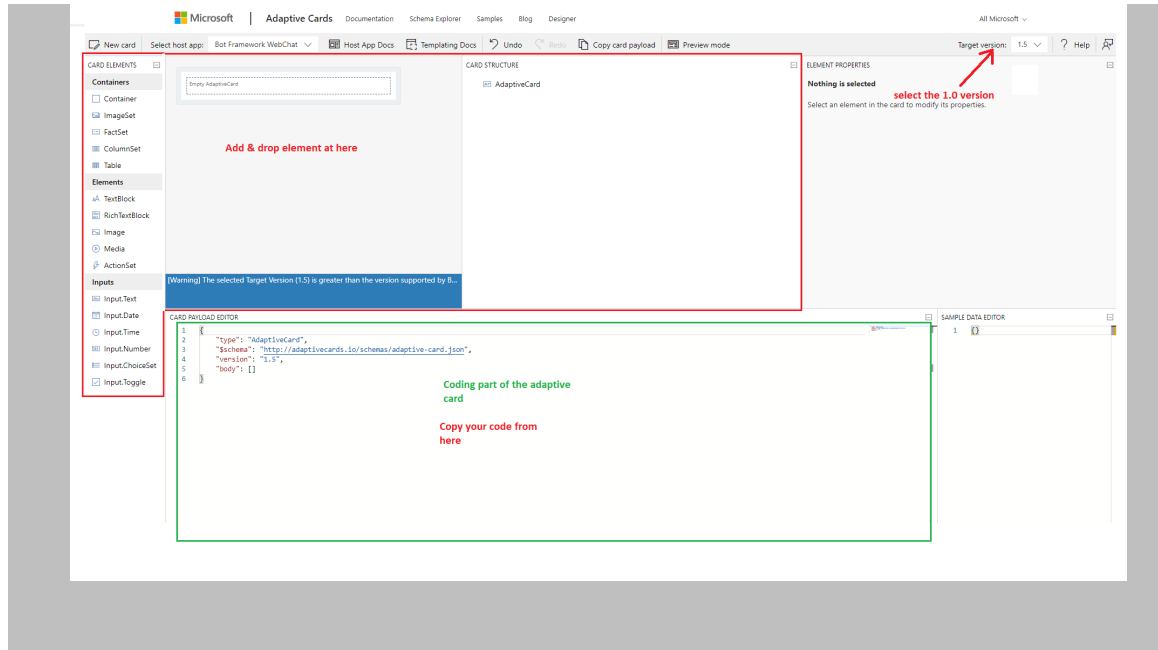 Microsoft
Adaptive Cards
Documentation
Schema Explorer
Samples
Blog
Designer
All Microsoft
New card
Select host app:
Bot Framework WebChat
Host App Docs
Templating Docs
Undo
Redo
Copy card payload
Preview mode
Target version:
1.5
Help
CARD ELEMENTS
Containers
Container
ImageSet
FactSet
ColumnSet
Table
Elements
TextBlock
RichTextBlock
Image
Media
ActionSet
Inputs
Input.Text
Input.Date
Input.Time
Input.Number
Input.ChoiceSet
Input.Toggle
Empty AdaptiveCard
Add & drop element at here
[Warning] The selected Target Version (1.5) is greater than the version supported by B...
CARD STRUCTURE
AdaptiveCard
ELEMENT PROPERTIES
Nothing is selected
select the 1.0 version
Select an element in the card to modify its properties.
CARD PAYLOAD EDITOR
1 {
2 "type": "AdaptiveCard",
3 "$schema": "http://adaptivecards.io/schemas/adaptive-card.json",
4 "version": "1.5",
5 "body": []
6 }
Coding part of the adaptive
card
Copy your code from
here
SAMPLE DATA EDITOR
1 {}